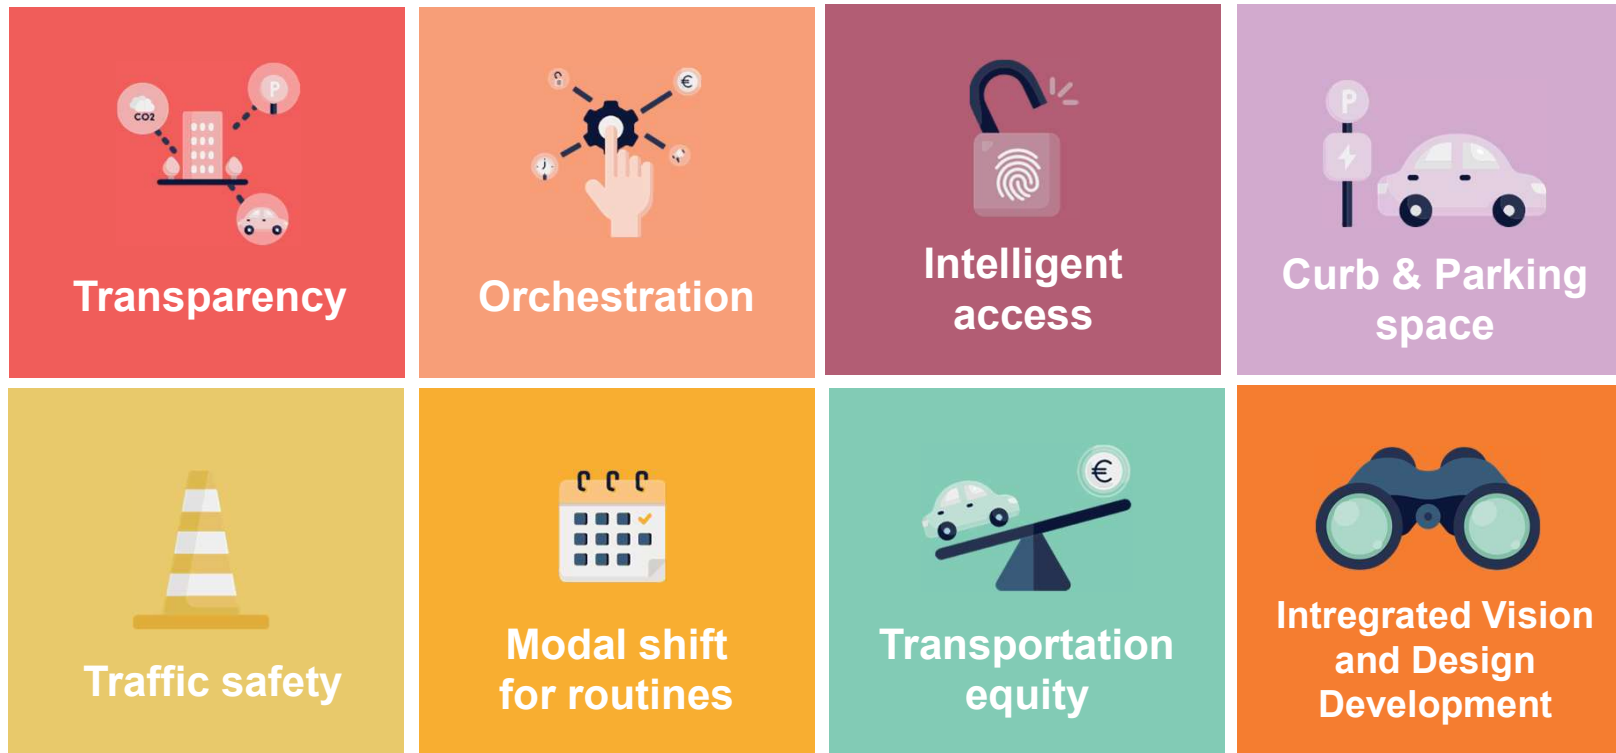 CO2
P
Transparency
€
Orchestration
Intelligent
access
P
Curb & Parking
space
Traffic safety
Modal shift
for routines
€
Transportation
equity
Intregrated Vision
and Design
Development